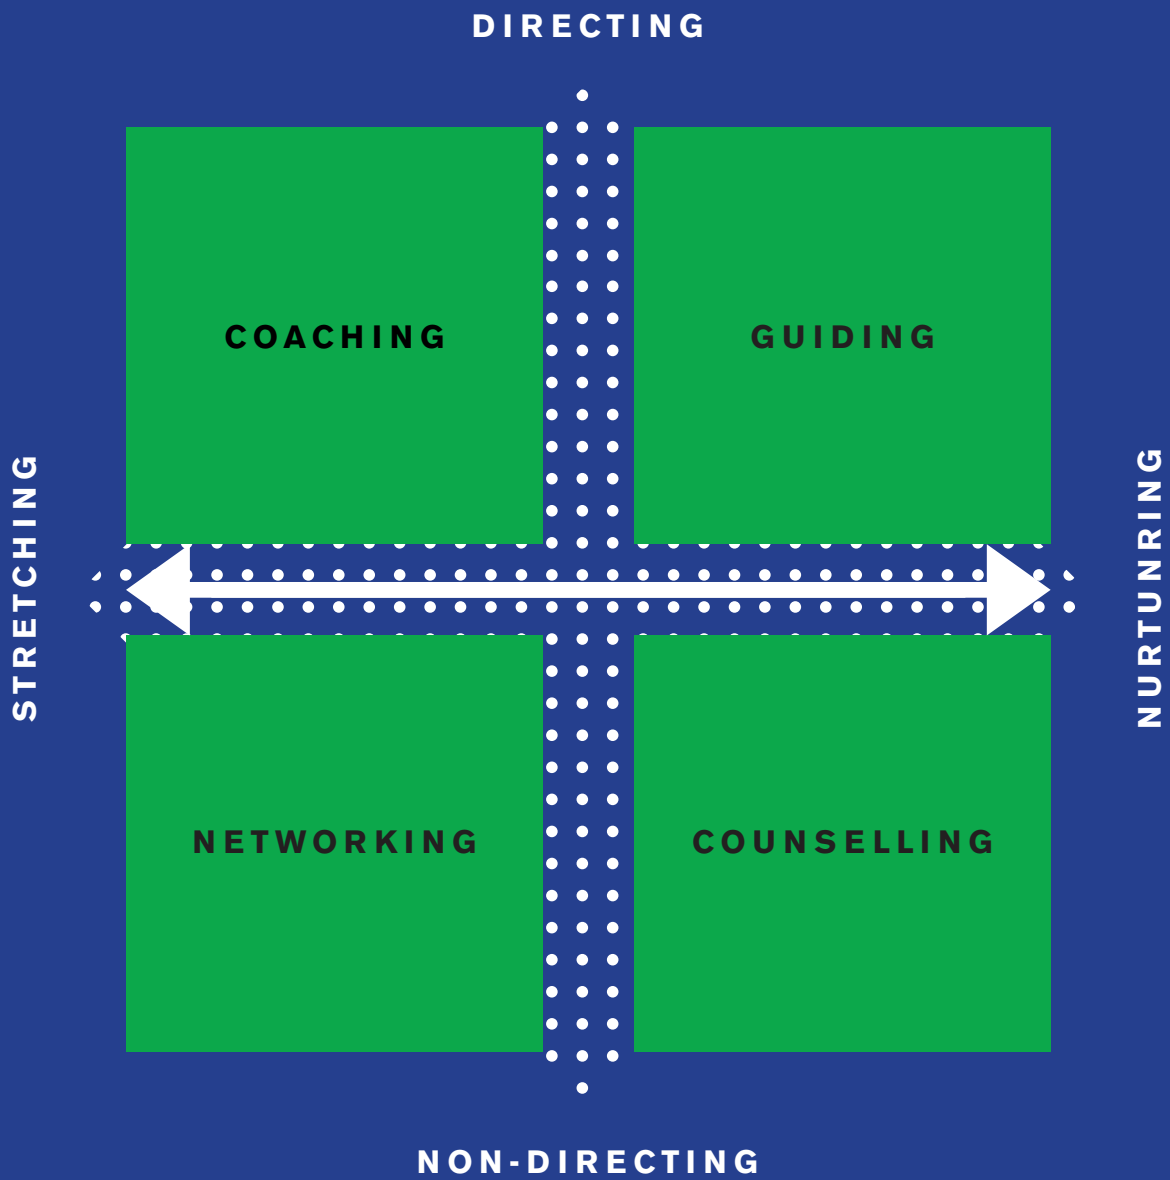 DIRECTING
COACHING
GUIDING
STRETCHING
NURTUNRING
NETWORKING
COUNSELLING
NON-DIRECTING